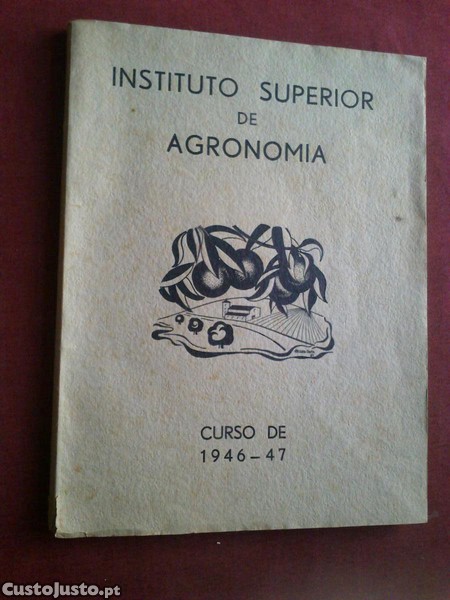 INSTITUTO SUPERIOR
DE
AGRONOMIA
CURSO DE
1946-47
CustoJusto.pt